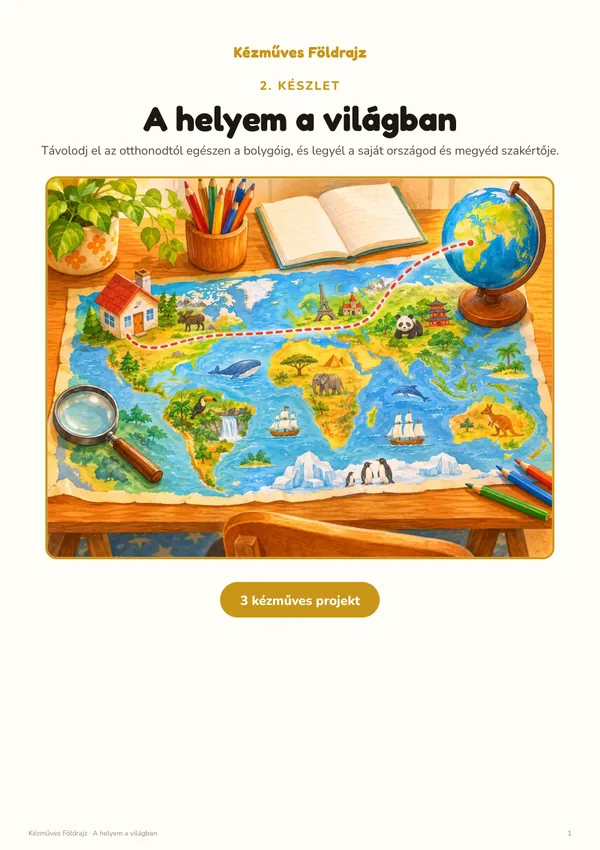 Kézműves Földrajz
2. KÉSZLET
A helyem a világban
Távolodj el az otthonodtól egészen a bolygóig, és legyél a saját országod és megyéd szakértője.
3 kézműves projekt
Kézműves Földrajz · A helyem a világban
1